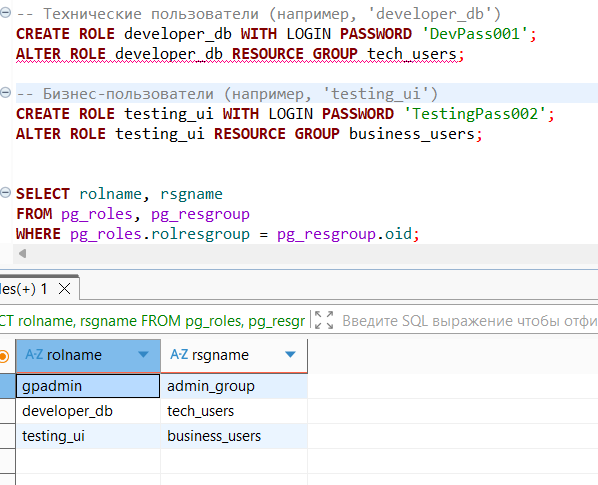 -- Технические пользователи (например, 'developer_db')
CREATE ROLE developer_db WITH LOGIN PASSWORD 'DevPass001';
ALTER ROLE developer_db RESOURCE GROUP tech_users;
-- Бизнес-пользователи (например, 'testing_ui')
CREATE ROLE testing_ui WITH LOGIN PASSWORD 'TestingPass002';
ALTER ROLE testing_ui RESOURCE GROUP business_users;
SELECT rolname, rsgname
FROM pg_roles, pg_resgroup
WHERE pg_roles.rolresgroup = pg_resgroup.oid;
les(+) 1
CT rolname, rsgname FROM pg_roles, pg_resgr Введите SQL выражение чтобы отфи
A-Z rolname A-Z rsgname
gpadmin admin_group
developer_db tech_users
testing_ui business_users